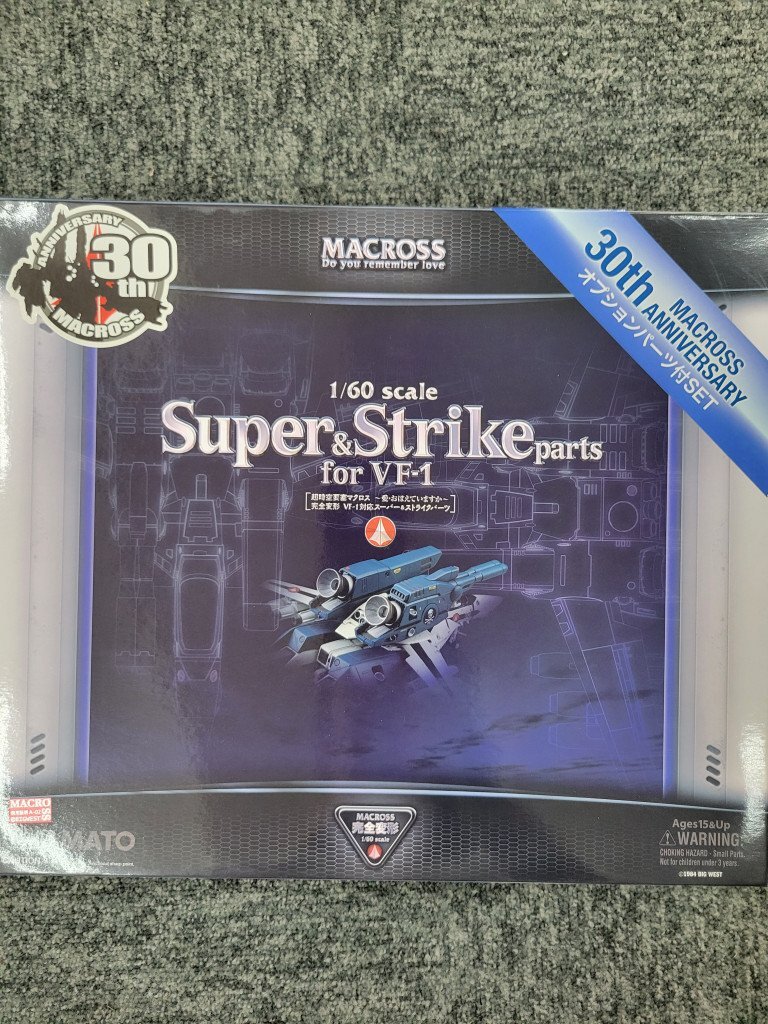 ANNIVERSARY
30
th
MACROSS
MACROSS
Do you remember love
30th
MACROSS
ANNIVERSARY
オプションパーツ付SET
1/60 scale
Super&Strike parts
for VF-1
超時空要塞マクロス ～愛・おぼえていますか～
完全変形 VF-1対応スーパー&ストライクパーツ
MACROSS
完全変形
1/60 scale
MACRO
SS
MATO
Ages15&Up
WARNING:
CHOKING HAZARD - Small Parts.
Not for children under 3 years.
©1984 BIG WEST